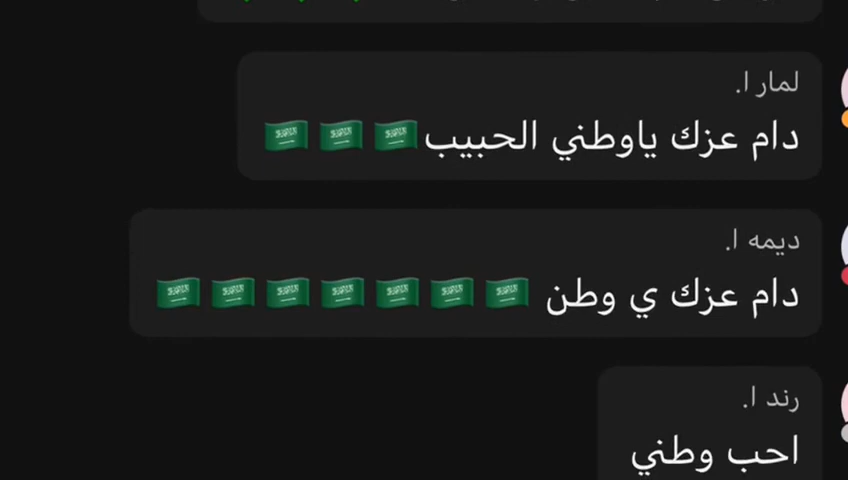 لمار ا.
دام عزك ياوطني الحبيب🇸🇦🇸🇦🇸🇦
ديمه ا.
دام عزك ي وطن 🇸🇦🇸🇦🇸🇦🇸🇦🇸🇦🇸🇦🇸🇦
رند ا.
احب وطني